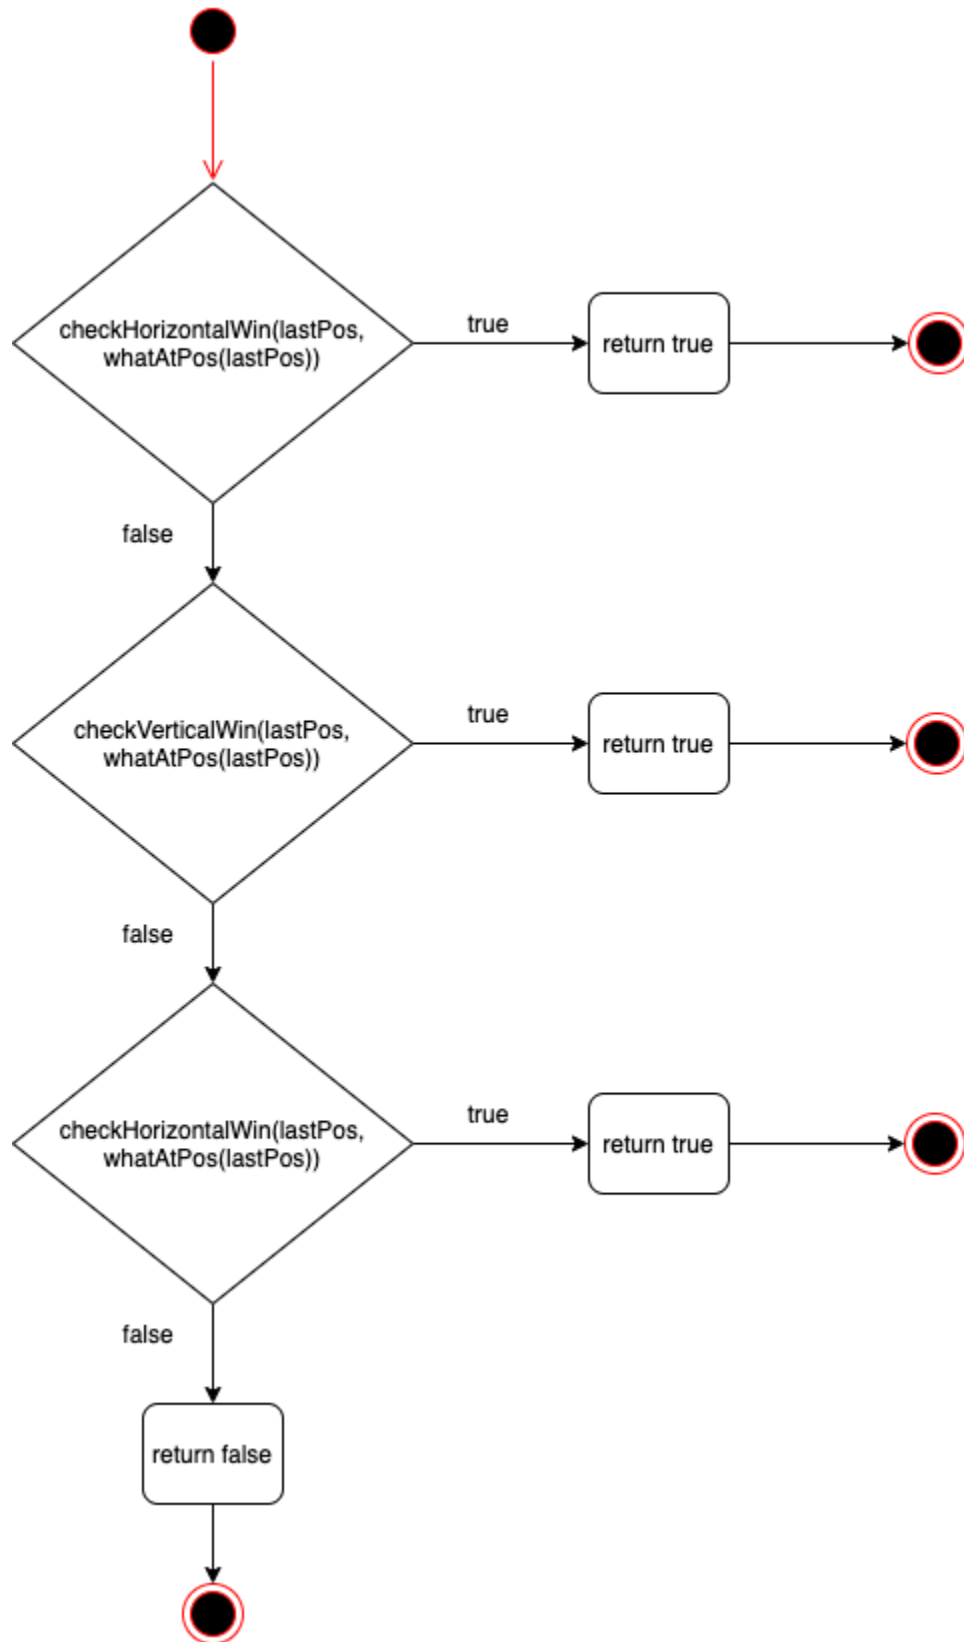 checkHorizontalWin(lastPos,
whatAtPos(lastPos))
true
return true
false
checkVerticalWin(lastPos,
whatAtPos(lastPos))
true
return true
false
checkHorizontalWin(lastPos,
whatAtPos(lastPos))
true
return true
false
return false